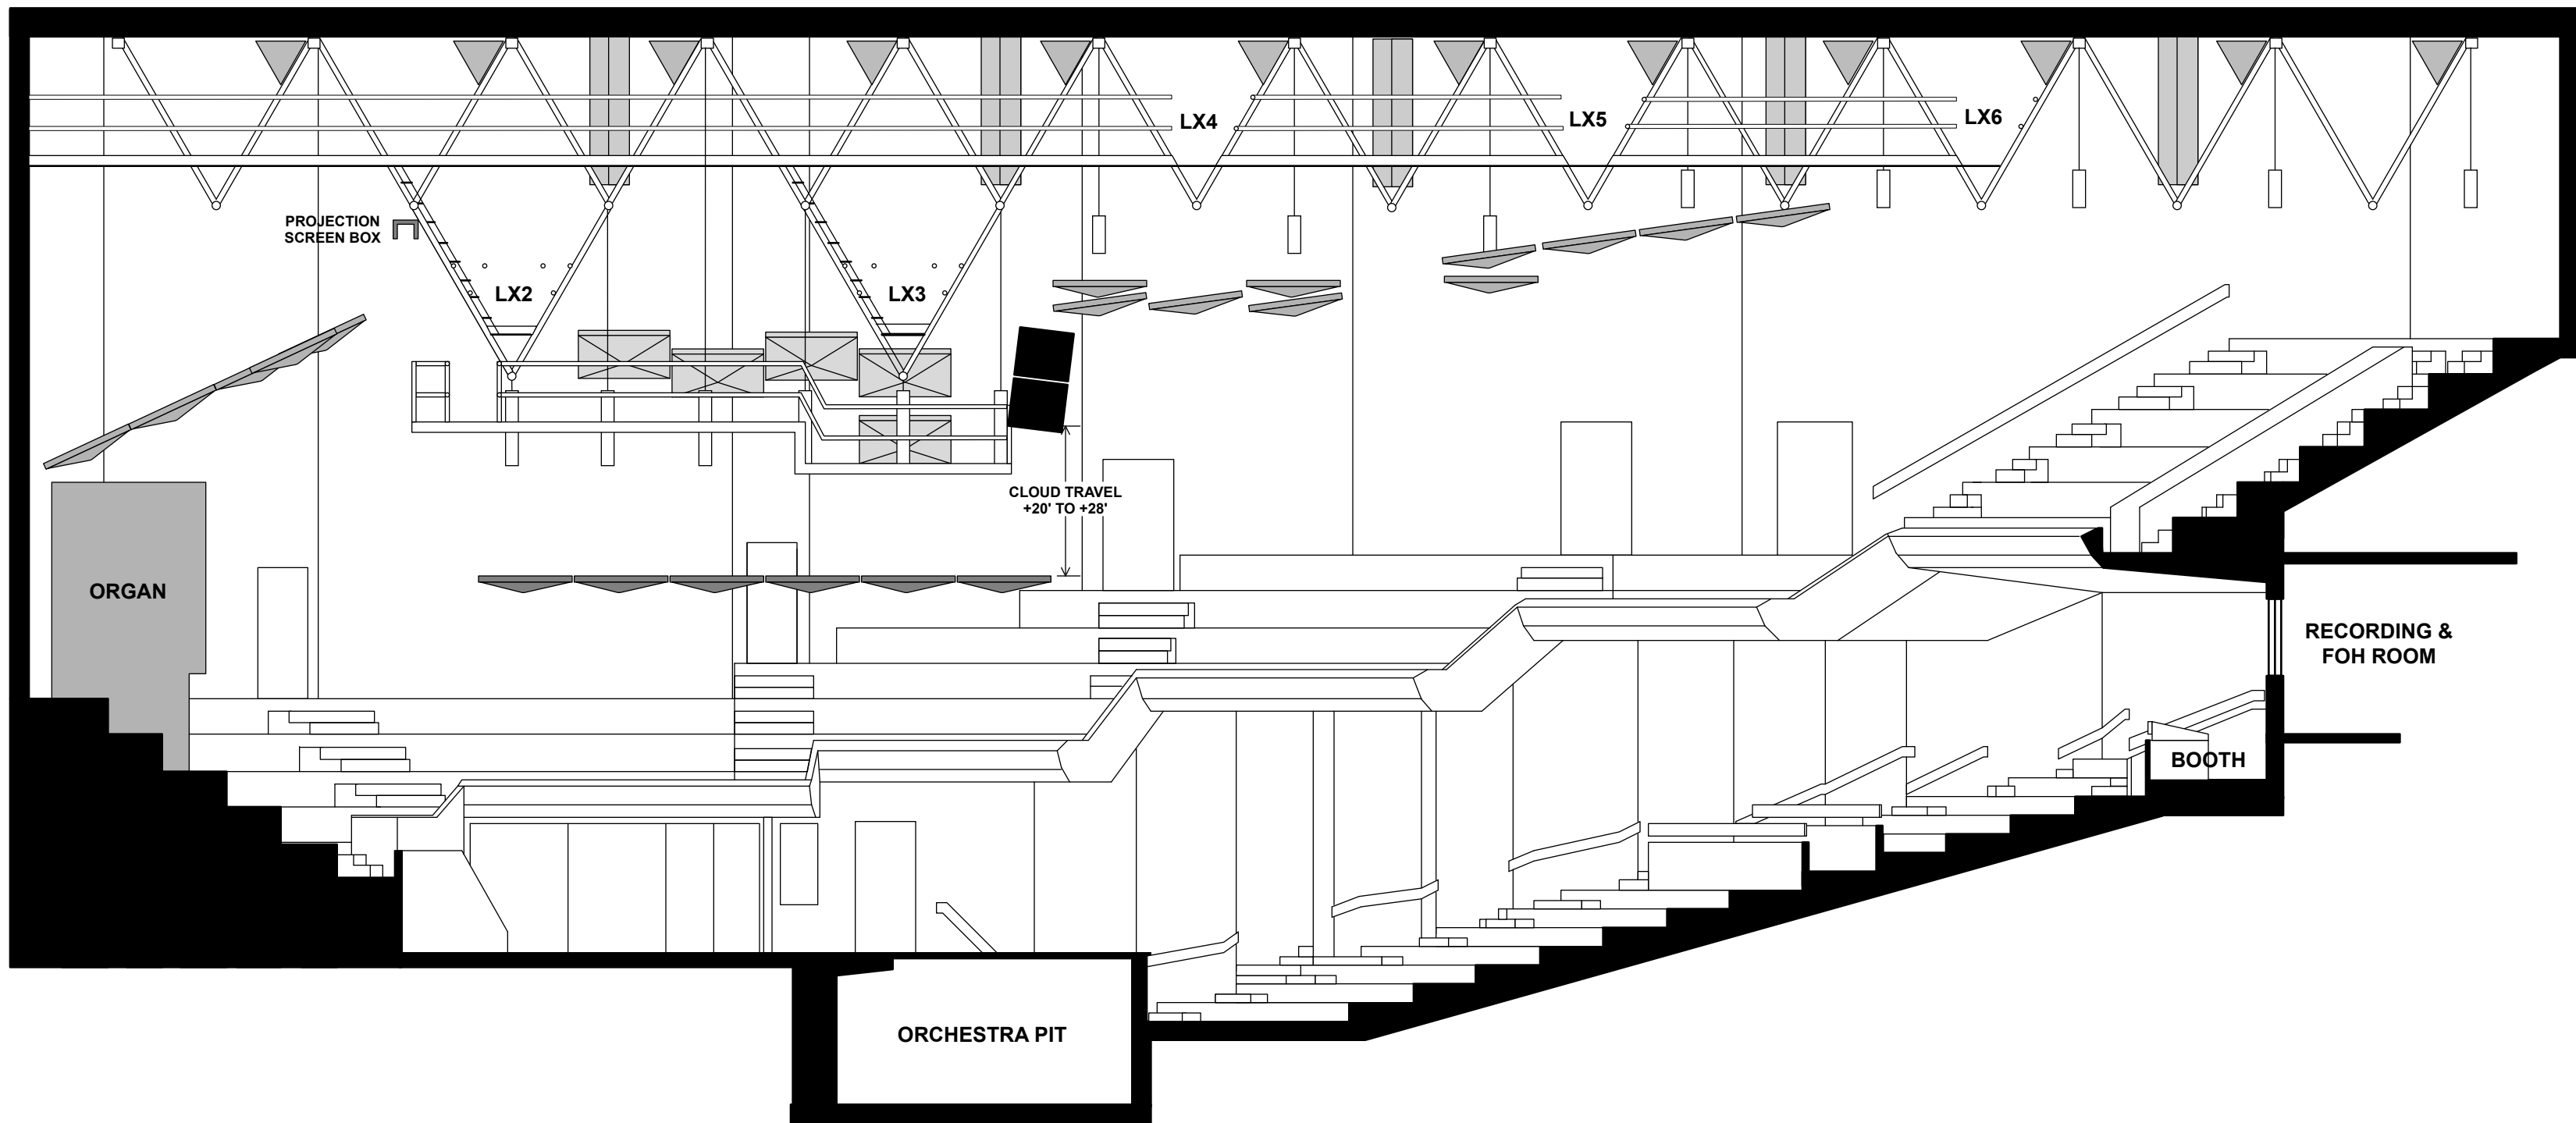 LX4
LX5
LX6
PROJECTION
SCREEN BOX
LX2
LX3
CLOUD TRAVEL
+20' TO +28'
ORGAN
RECORDING &
FOH ROOM
BOOTH
ORCHESTRA PIT